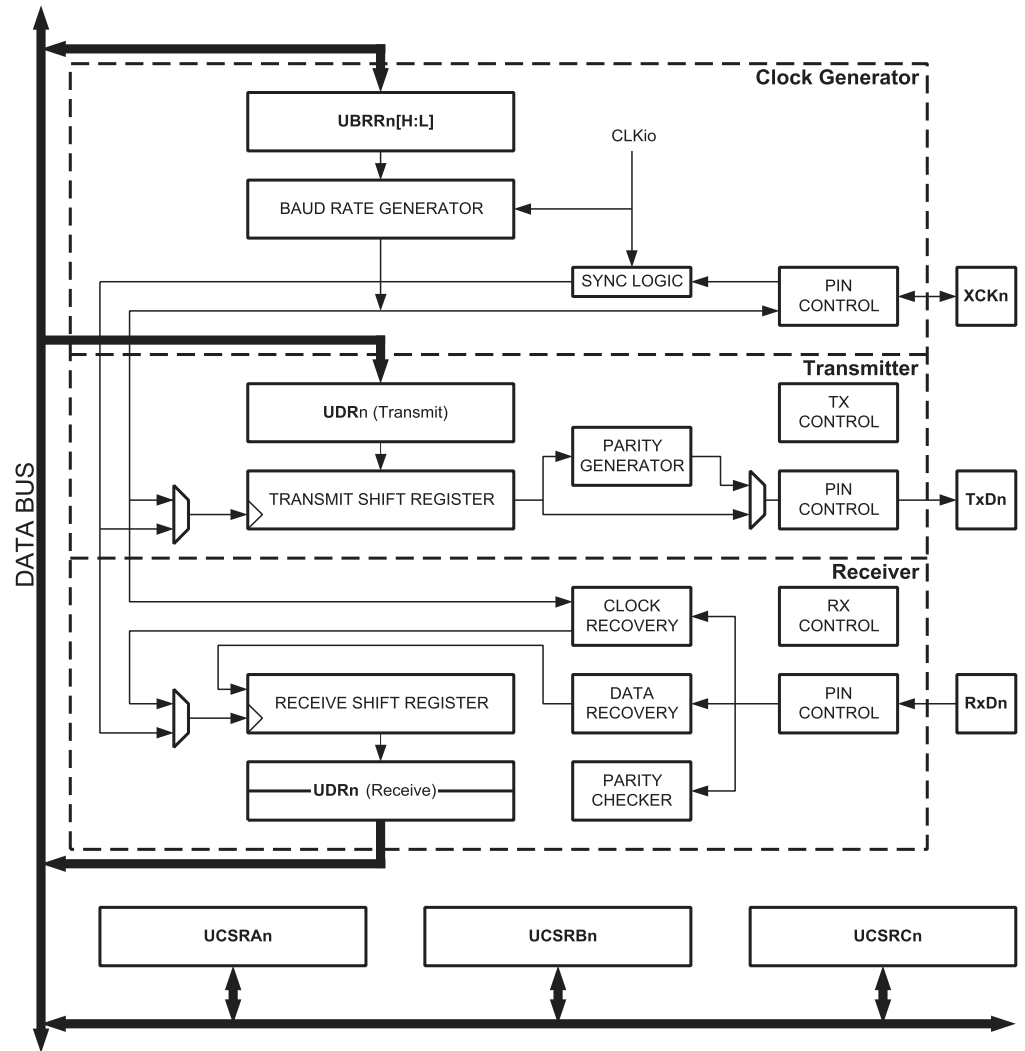 Clock Generator
UBRRn[H:L]
CLKio
BAUD RATE GENERATOR
SYNC LOGIC
PIN
CONTROL
XCKn
DATA BUS
Transmitter
UDRn (Transmit)
TX
CONTROL
PARITY
GENERATOR
TRANSMIT SHIFT REGISTER
PIN
CONTROL
TxDn
Receiver
CLOCK
RECOVERY
RX
CONTROL
RECEIVE SHIFT REGISTER
DATA
RECOVERY
PIN
CONTROL
RxDn
UDRn (Receive)
PARITY
CHECKER
UCSRAn
UCSRBn
UCSRCn